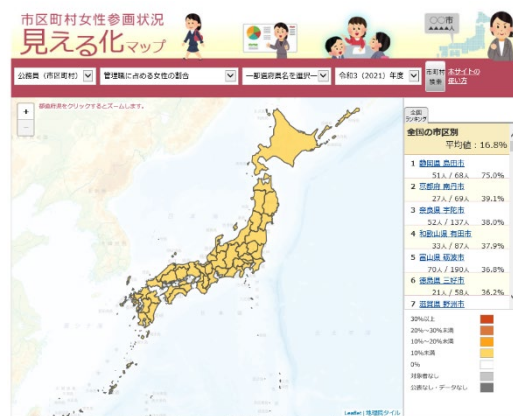 市区町村女性参画状況
見える化マップ
○○市
公務員（市区町村）
管理職に占める女性の割合
一都道府県名を選択一
令和3（2021）年度
市町村
検索
本サイトの
使い方
都道府県をクリックするとズームします。
+
-
全国
ランキング
全国の市区別
平均値：16.8%
1 静岡県 島田市
51人 / 68人 75.0%
2 京都府 南丹市
27人 / 69人 39.1%
3 奈良県 宇陀市
52人 / 137人 38.0%
4 和歌山県 有田市
33人 / 87人 37.9%
5 富山県 砺波市
70人 / 190人 36.8%
6 徳島県 三好市
21人 / 58人 36.2%
7 滋賀県 野洲市
30%以上
20%～30%未満
10%～20%未満
10%未満
0%
対象者なし
公表なし・データなし
Leaflet | 地理院タイル